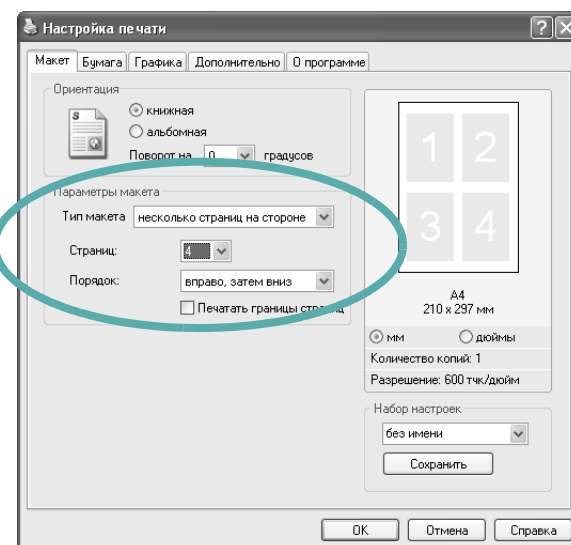 Настройка печати
Макет Бумага Графика Дополнительно О программе
Ориентация
S
книжная
альбомная
Поворот на 0 градусов
Параметры макета
Тип макета несколько страниц на стороне
Страниц: 4
Порядок: вправо, затем вниз
Печатать границы страниц
1 2
3 4
A4
210 x 297 мм
мм дюймы
Количество копий: 1
Разрешение: 600 тчк/дюйм
Набор настроек
без имени
Сохранить
OK Отмена Справка